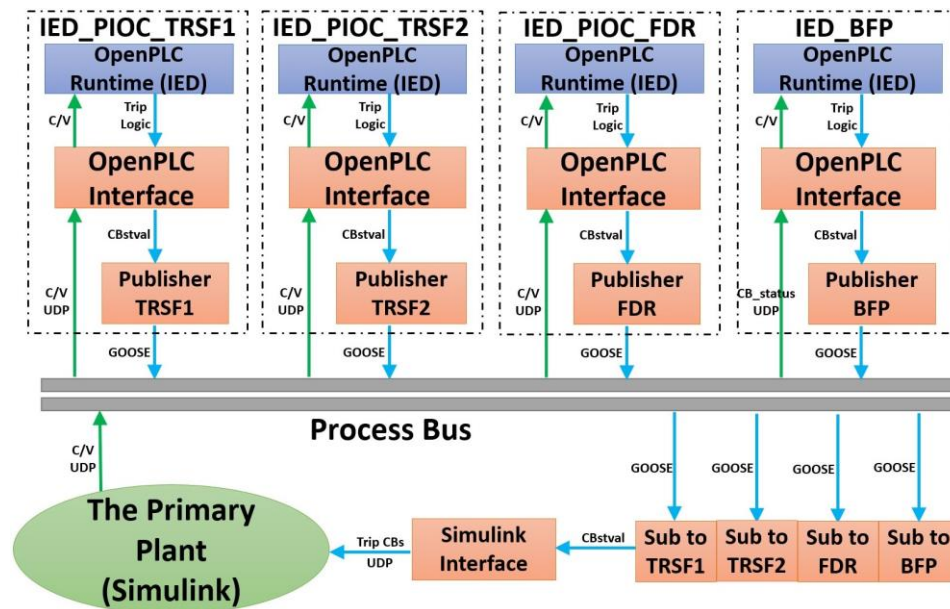 IED_PIOC_TRSF1
OpenPLC
Runtime (IED)
C/V
Trip
Logic
OpenPLC
Interface
CBstval
C/V
UDP
Publisher
TRSF1
GOOSE
IED_PIOC_TRSF2
OpenPLC
Runtime (IED)
C/V
Trip
Logic
OpenPLC
Interface
CBstval
C/V
UDP
Publisher
TRSF2
GOOSE
IED_PIOC_FDR
OpenPLC
Runtime (IED)
C/V
Trip
Logic
OpenPLC
Interface
CBstval
C/V
UDP
Publisher
FDR
GOOSE
IED_BFP
OpenPLC
Runtime (IED)
C/V
Trip
Logic
OpenPLC
Interface
CBstval
CB_status
UDP
Publisher
BFP
GOOSE
Process Bus
C/V
UDP
GOOSE
GOOSE
GOOSE
GOOSE
The Primary
Plant
(Simulink)
Trip CBs
UDP
Simulink
Interface
CBstval
Sub to
TRSF1
Sub to
TRSF2
Sub to
FDR
Sub to
BFP